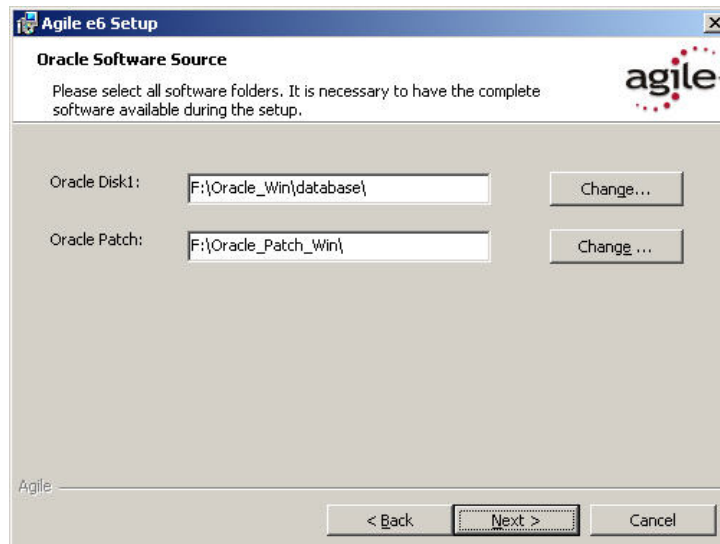 Agile e6 Setup
Oracle Software Source
Please select all software folders. It is necessary to have the complete
software available during the setup.
agile
Oracle Disk1:
F:\Oracle_Win\database\
Change...
Oracle Patch:
F:\Oracle_Patch_Win\
Change ...
Agile
< Back
Next >
Cancel